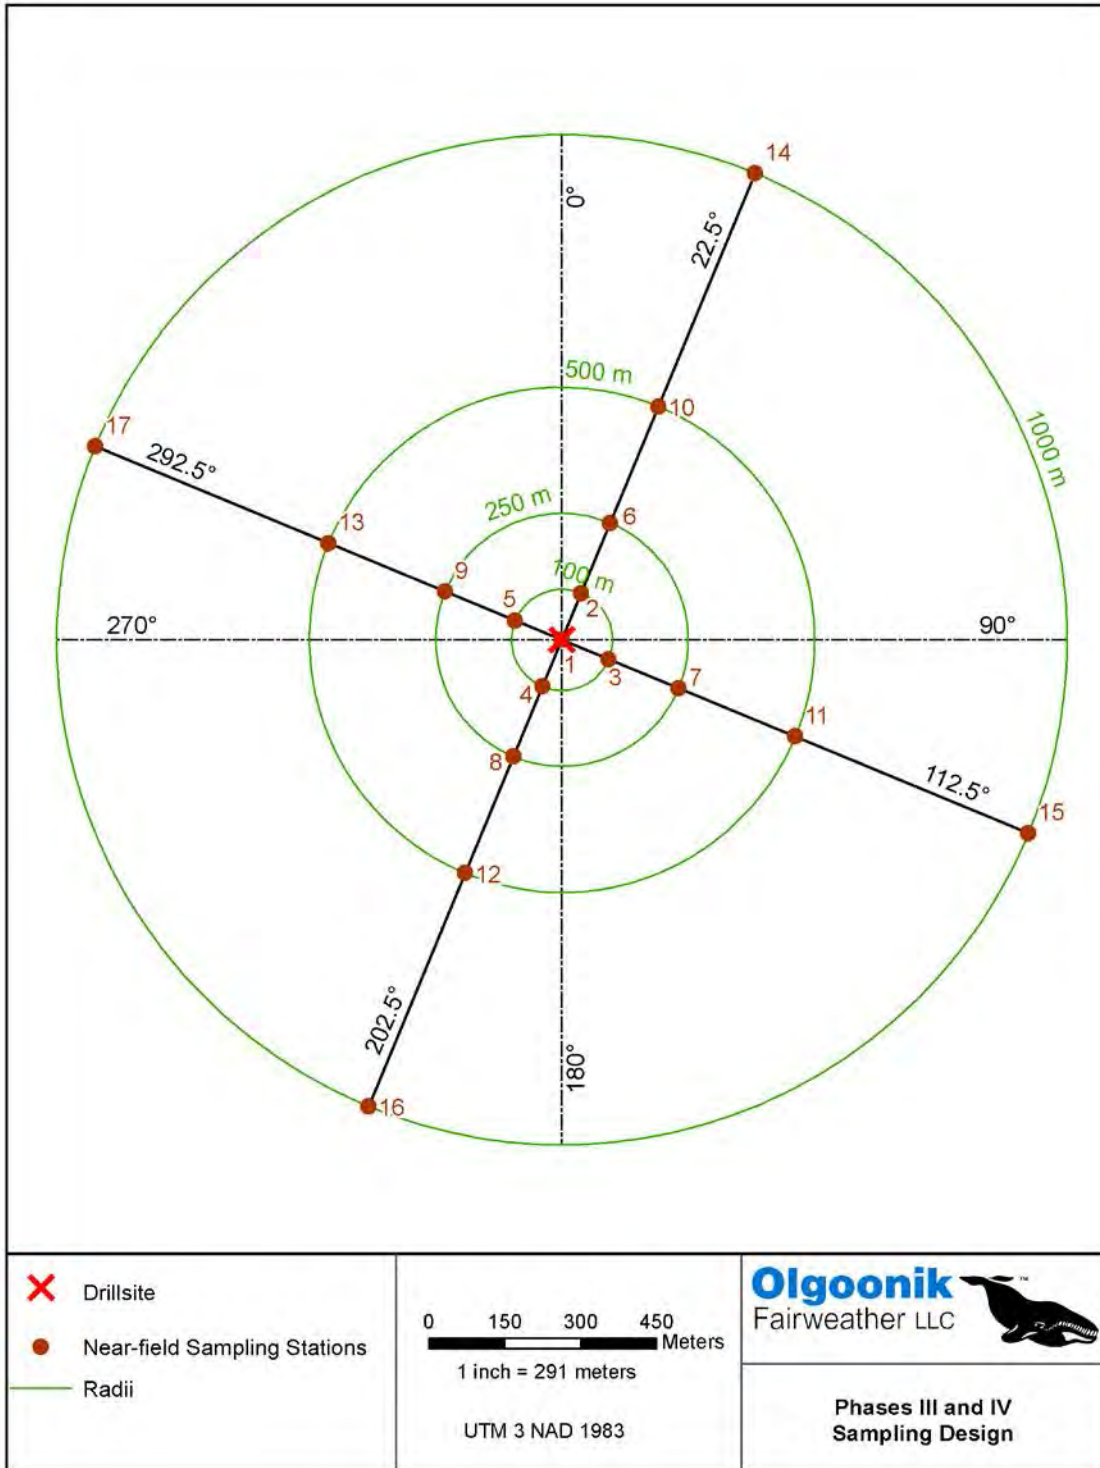 14
0°
22.5°
500 m
10
1000 m
17
292.5°
13
250 m
6
9
100 m
5
2
270°
90°
1
3
4
7
11
8
112.5°
15
12
202.5°
180°
16
Drillsite
Near-field Sampling Stations
Radii
0 150 300 450
Meters
1 inch = 291 meters
UTM 3 NAD 1983
Olgoonik
Fairweather LLC
™
Phases III and IV
Sampling Design